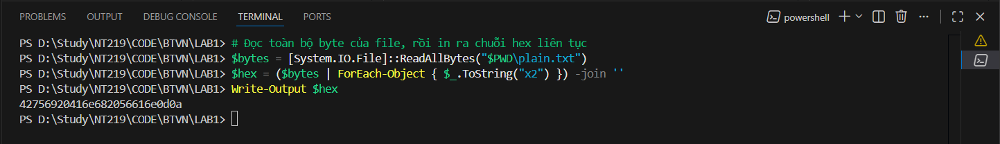 PROBLEMS OUTPUT DEBUG CONSOLE TERMINAL PORTS powershell
PS D:\Study\NT219\CODE\BTVN\LAB1> # Đọc toàn bộ byte của file, rồi in ra chuỗi hex liên tục
PS D:\Study\NT219\CODE\BTVN\LAB1> $bytes = [System.IO.File]::ReadAllBytes("$PWD\plain.txt")
PS D:\Study\NT219\CODE\BTVN\LAB1> $hex = ($bytes | ForEach-Object { $_.ToString("x2") }) -join ''
PS D:\Study\NT219\CODE\BTVN\LAB1> Write-Output $hex
42756920416e682056616e0d0a
PS D:\Study\NT219\CODE\BTVN\LAB1>